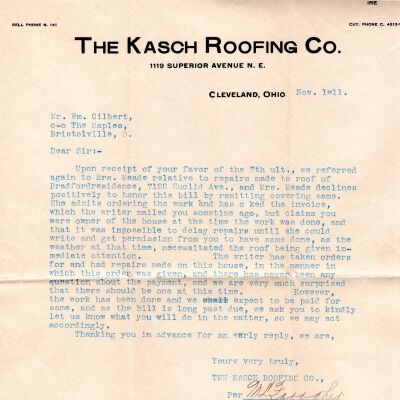 IRE
BELL PHONE N. 141
CUY. PHONE C. 4013-
THE KASCH ROOFING CO.
1119 SUPERIOR AVENUE N. E.
CLEVELAND, OHIO Nov. 1=11.
Mr. Wm. Gilbert,
c-o The Maples,
Bristolville, O.
Dear Sir:-
Upon receipt of your favor of the 7th ult., we referred
again to Mrs. Meade relative to repairs made to roof of
Pradfordresidence, 7122 Euclid Ave., and Mrs. Meade declines
positively to honor this bill by remitting covering same.
She admits ordering the work and has o ked the invoice,
which the writer mailed you sometime ago, but claims you
were owner of the house at the time the work was done, and
that it was impossible to delay repairs until she could
write and get permission from you to have same done, as the
weather at that time, necessitated the roof being given im-
mediate attention. The writer has taken orders
for and had repairs made on this house, in the manner in
which this order was given, and there has never been any
question about the payment, and we are very much surprised
that there should be one at this time. However,
the work has been done and we shall expect to be paid for
same, and as the bill is long past due, we ask you to kindly
let us know what you will do in the matter, so we may act
accordingly.
Thanking you in advance for an early reply, we are,
Yours very truly,
THE KASCH ROOFING CO.,
Per